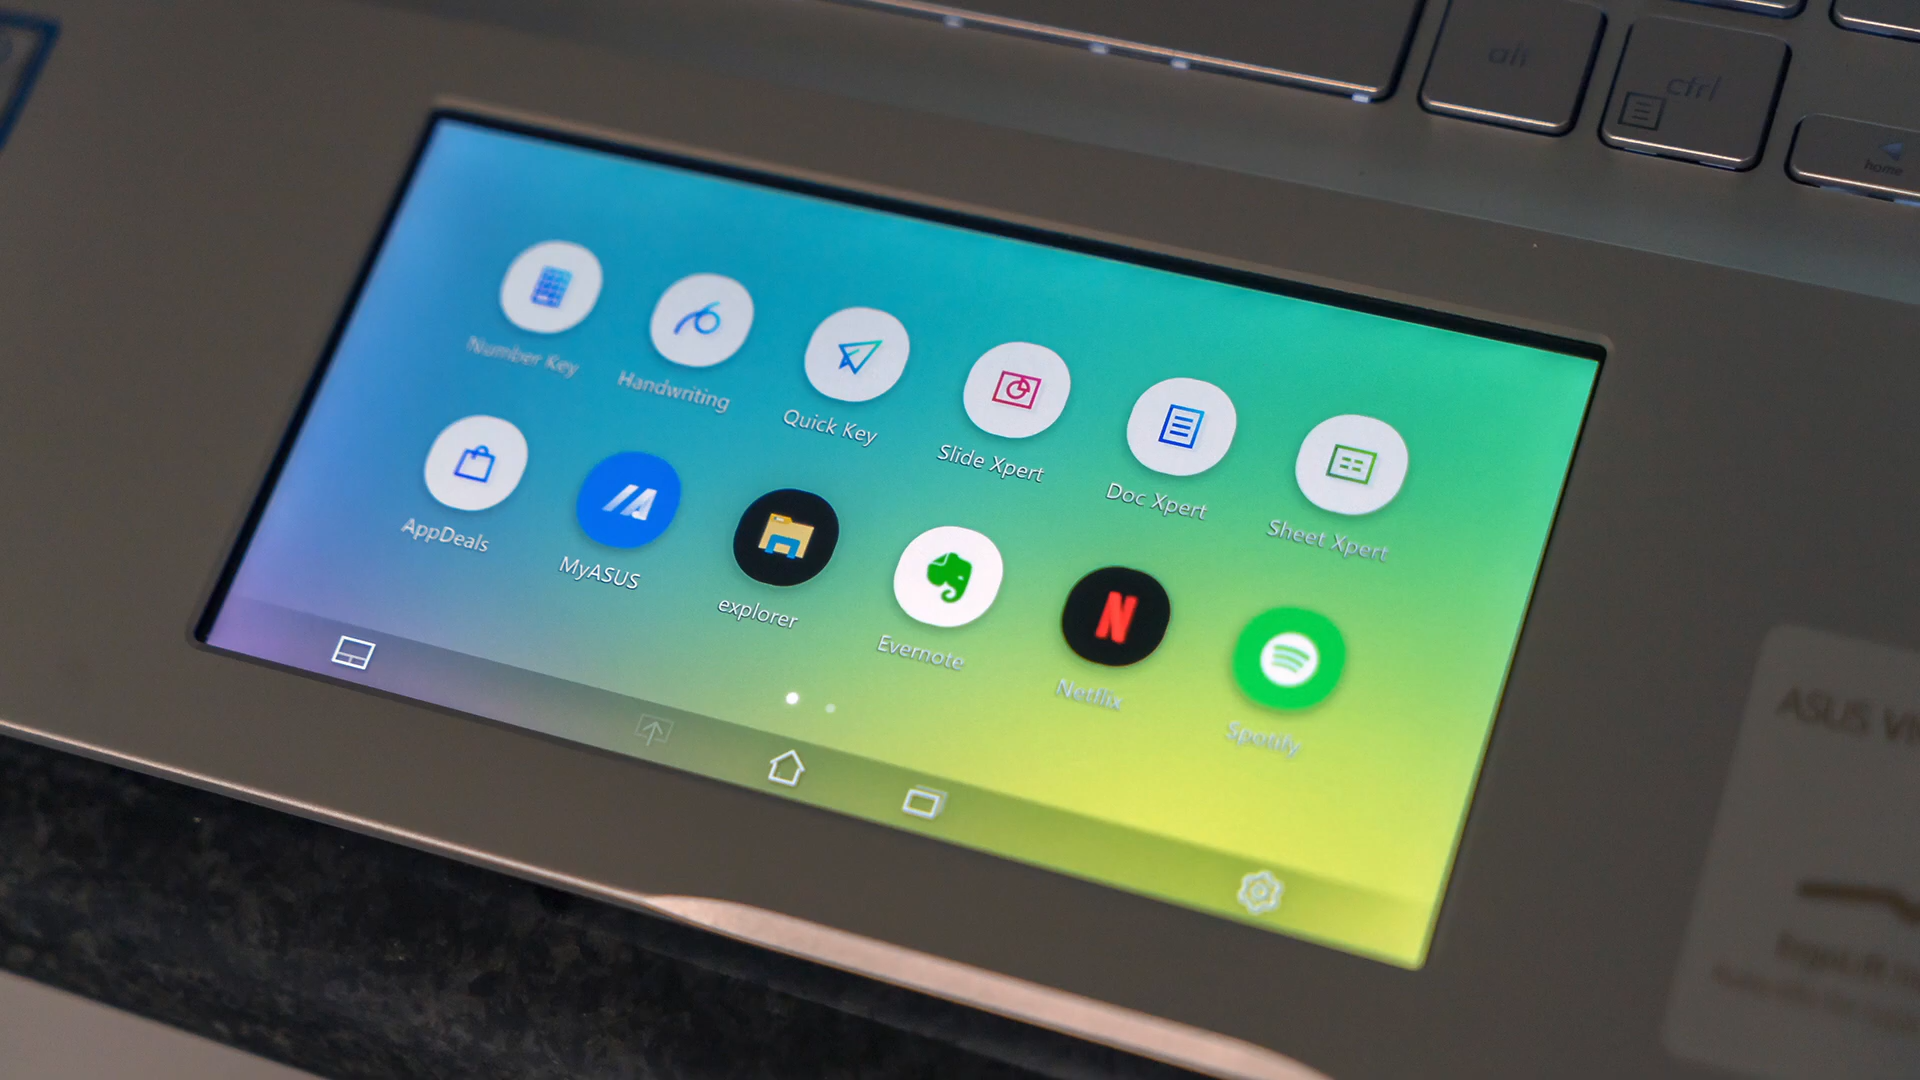 alt
ctrl
home
Number Key
Handwriting
Quick Key
Slide Xpert
Doc Xpert
Sheet Xpert
AppDeals
MyASUS
explorer
Evernote
N
Netflix
Spotify
ASUS